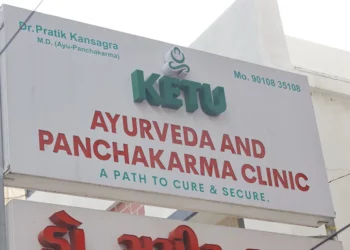 Dr.Pratik Kansagra
M.D. (Ayu-Panchakarma)
Mo. 90108 35108
KETU
AYURVEDA AND
PANCHAKARMA CLINIC
A PATH TO CURE & SECURE.
ડો.